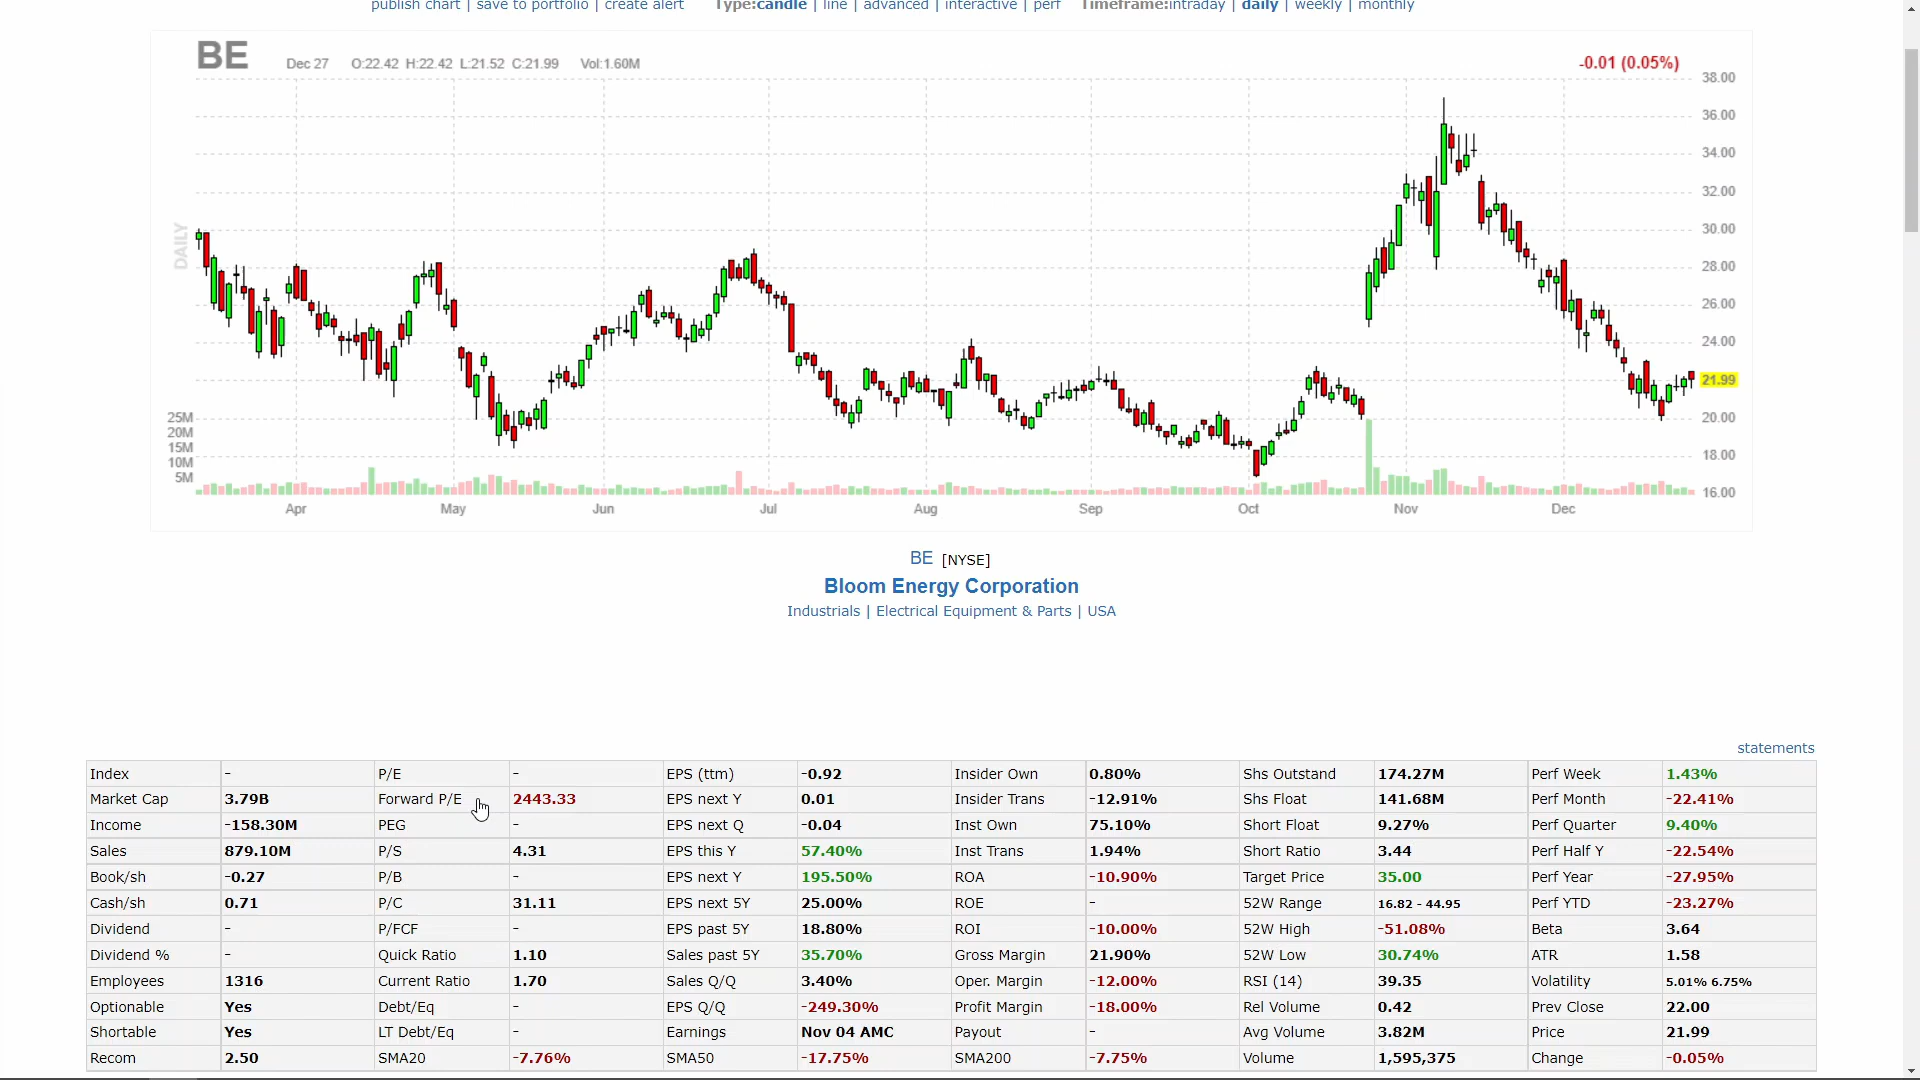 publish chart | save to portfolio | create alert Type:candle | line | advanced | interactive | perf Timeframe:intraday | daily | weekly | monthly
BE Dec 27 O:22.42 H:22.42 L:21.52 C:21.99 Vol:1.60M -0.01 (0.05%)
38.00
36.00
34.00
32.00
30.00
DAILY
28.00
26.00
24.00
21.99
25M 20.00
20M
15M
10M 18.00
5M
16.00
Apr May Jun Jul Aug Sep Oct Nov Dec
BE [NYSE]
Bloom Energy Corporation
Industrials | Electrical Equipment & Parts | USA
statements
Index - P/E - EPS (ttm) -0.92 Insider Own 0.80% Shs Outstand 174.27M Perf Week 1.43%
Market Cap 3.79B Forward P/E 2443.33 EPS next Y 0.01 Insider Trans -12.91% Shs Float 141.68M Perf Month -22.41%
Income -158.30M PEG - EPS next Q -0.04 Inst Own 75.10% Short Float 9.27% Perf Quarter 9.40%
Sales 879.10M P/S 4.31 EPS this Y 57.40% Inst Trans 1.94% Short Ratio 3.44 Perf Half Y -22.54%
Book/sh -0.27 P/B - EPS next Y 195.50% ROA -10.90% Target Price 35.00 Perf Year -27.95%
Cash/sh 0.71 P/C 31.11 EPS next 5Y 25.00% ROE - 52W Range 16.82 - 44.95 Perf YTD -23.27%
Dividend - P/FCF - EPS past 5Y 18.80% ROI -10.00% 52W High -51.08% Beta 3.64
Dividend % - Quick Ratio 1.10 Sales past 5Y 35.70% Gross Margin 21.90% 52W Low 30.74% ATR 1.58
Employees 1316 Current Ratio 1.70 Sales Q/Q 3.40% Oper. Margin -12.00% RSI (14) 39.35 Volatility 5.01% 6.75%
Optionable Yes Debt/Eq - EPS Q/Q -249.30% Profit Margin -18.00% Rel Volume 0.42 Prev Close 22.00
Shortable Yes LT Debt/Eq - Earnings Nov 04 AMC Payout - Avg Volume 3.82M Price 21.99
Recom 2.50 SMA20 -7.76% SMA50 -17.75% SMA200 -7.75% Volume 1,595,375 Change -0.05%